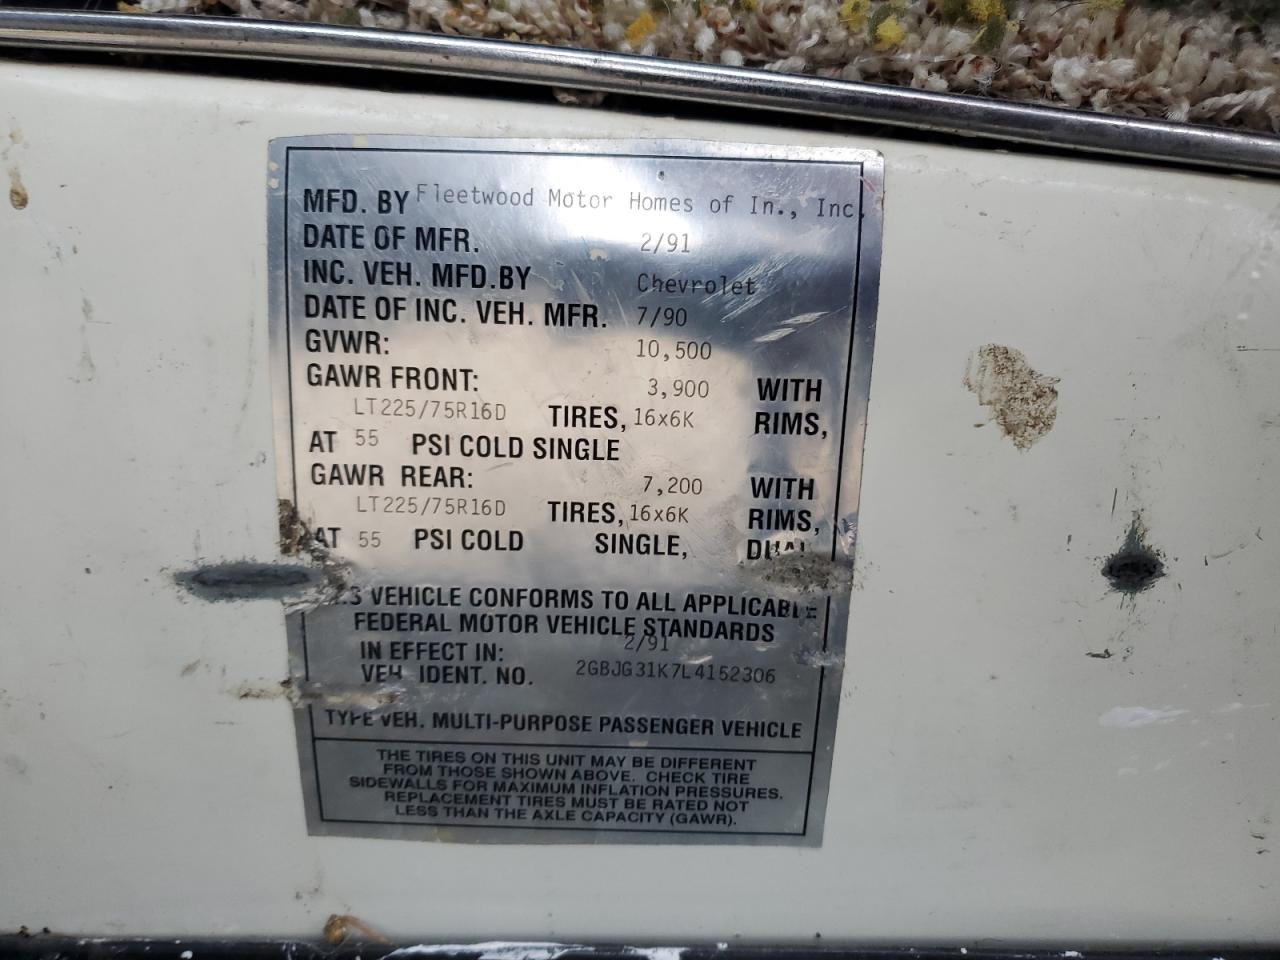 MFD. BY Fleetwood Motor Homes of In., Inc.
DATE OF MFR. 2/91
INC. VEH. MFD.BY Chevrolet
DATE OF INC. VEH. MFR. 7/90
GVWR: 10,500
GAWR FRONT: 3,900 WITH
LT225/75R16D TIRES, 16x6K RIMS,
AT 55 PSI COLD SINGLE
GAWR REAR: 7,200 WITH
LT225/75R16D TIRES, 16x6K RIMS,
AT 55 PSI COLD SINGLE, DUAL
VEHICLE CONFORMS TO ALL APPLICABLE
FEDERAL MOTOR VEHICLE STANDARDS
IN EFFECT IN: 2/91
VEH IDENT. NO. 2GBJG31K7L4152306
TYPE VEH. MULTI-PURPOSE PASSENGER VEHICLE
THE TIRES ON THIS UNIT MAY BE DIFFERENT
FROM THOSE SHOWN ABOVE. CHECK TIRE
SIDEWALLS FOR MAXIMUM INFLATION PRESSURES.
REPLACEMENT TIRES MUST BE RATED NOT
LESS THAN THE AXLE CAPACITY (GAWR).